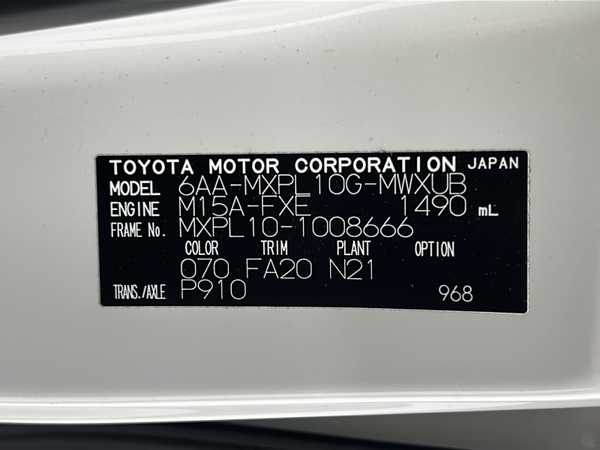 TOYOTA MOTOR CORPORATION JAPAN
MODEL 6AA-MXPL10G-MWXUB
ENGINE M15A-FXE 1490 mL
FRAME No. MXPL10-1008666
COLOR TRIM PLANT OPTION
070 FA20 N21
TRANS./AXLE P910 968